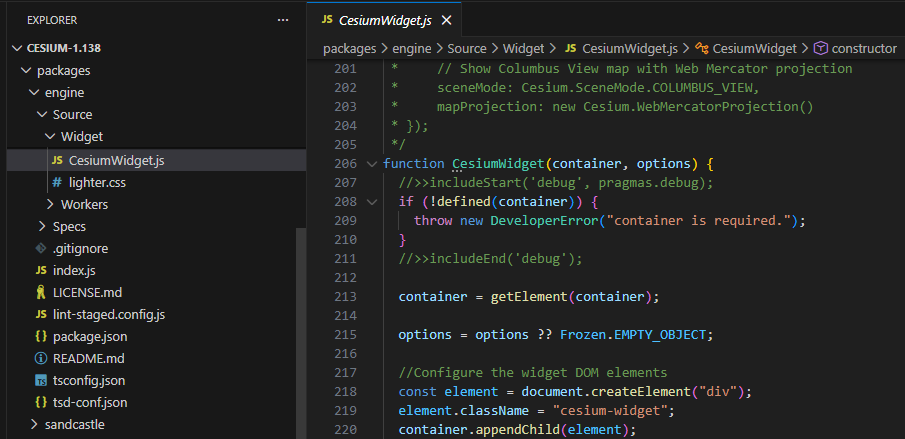 EXPLORER
···
CESIUM-1.138
packages
engine
Source
Widget
JS CesiumWidget.js
# lighter.css
Workers
Specs
.gitignore
JS index.js
LICENSE.md
JS lint-staged.config.js
{} package.json
README.md
TS tsconfig.json
{} tsd-conf.json
sandcastle
JS CesiumWidget.js ×
packages > engine > Source > Widget > JS CesiumWidget.js > CesiumWidget > constructor
201 *     // Show Columbus View map with Web Mercator projection
202 *     sceneMode: Cesium.SceneMode.COLUMBUS_VIEW,
203 *     mapProjection: new Cesium.WebMercatorProjection()
204 * });
205 */
206 function CesiumWidget(container, options) {
207   //>>includeStart('debug', pragmas.debug);
208   if (!defined(container)) {
209     throw new DeveloperError("container is required.");
210   }
211   //>>includeEnd('debug');
212
213   container = getElement(container);
214
215   options = options ?? Frozen.EMPTY_OBJECT;
216
217   //Configure the widget DOM elements
218   const element = document.createElement("div");
219   element.className = "cesium-widget";
220   container.appendChild(element);